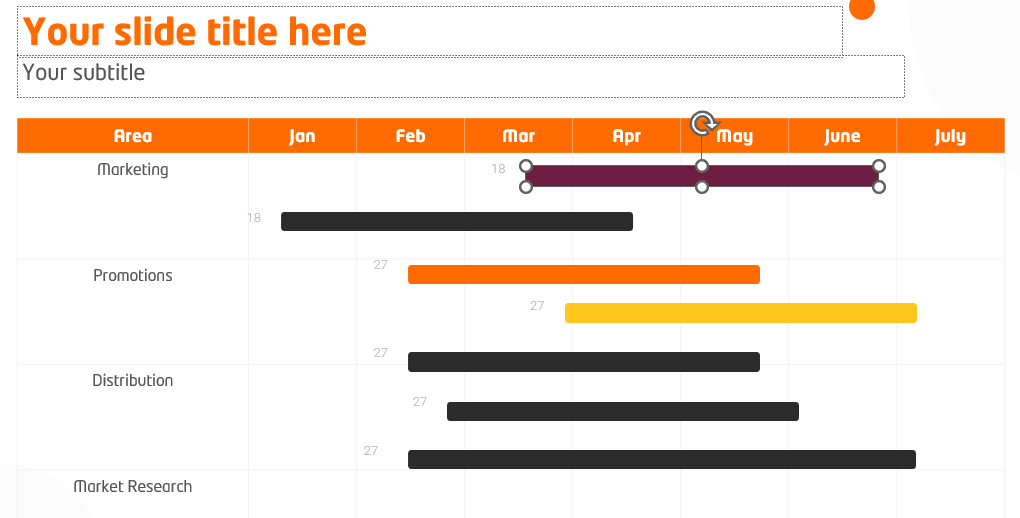 Your slide title here
Your subtitle
Area Jan Feb Mar Apr May June July
Marketing
18
18
Promotions
27
27
27
Distribution
27
27
Market Research